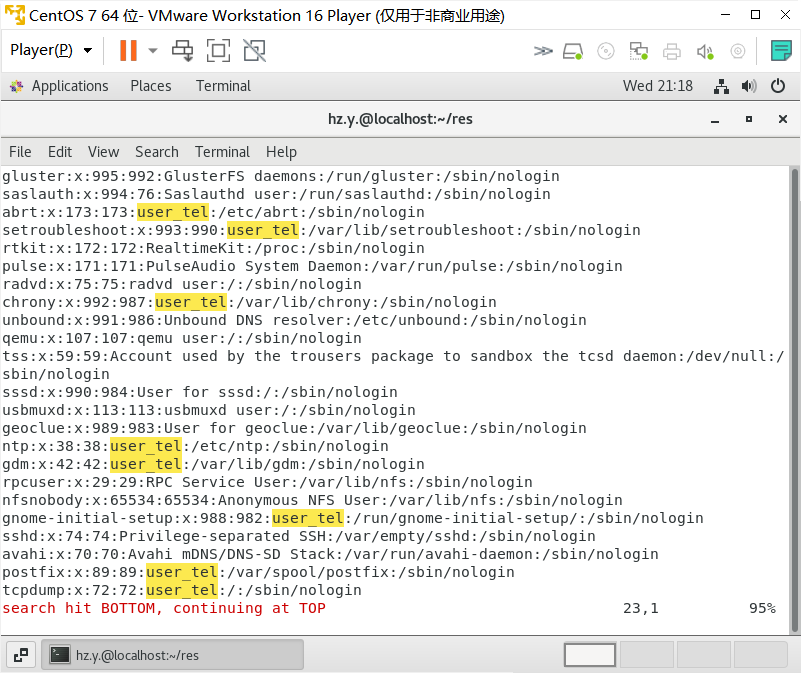 CentOS 7 64 位- VMware Workstation 16 Player (仅用于非商业用途)
Player(P)
Applications Places Terminal Wed 21:18
hz.y.@localhost:~/res
File Edit View Search Terminal Help
gluster:x:995:992:GlusterFS daemons:/run/gluster:/sbin/nologin
saslauth:x:994:76:Saslauthd user:/run/saslauthd:/sbin/nologin
abrt:x:173:173:user_tel:/etc/abrt:/sbin/nologin
setroubleshoot:x:993:990:user_tel:/var/lib/setroubleshoot:/sbin/nologin
rtkit:x:172:172:RealtimeKit:/proc:/sbin/nologin
pulse:x:171:171:PulseAudio System Daemon:/var/run/pulse:/sbin/nologin
radvd:x:75:75:radvd user:/:/sbin/nologin
chrony:x:992:987:user_tel:/var/lib/chrony:/sbin/nologin
unbound:x:991:986:Unbound DNS resolver:/etc/unbound:/sbin/nologin
qemu:x:107:107:qemu user:/:/sbin/nologin
tss:x:59:59:Account used by the trousers package to sandbox the tcsd daemon:/dev/null:/
sbin/nologin
sssd:x:990:984:User for sssd:/:/sbin/nologin
usbmuxd:x:113:113:usbmuxd user:/:/sbin/nologin
geoclue:x:989:983:User for geoclue:/var/lib/geoclue:/sbin/nologin
ntp:x:38:38:user_tel:/etc/ntp:/sbin/nologin
gdm:x:42:42:user_tel:/var/lib/gdm:/sbin/nologin
rpcuser:x:29:29:RPC Service User:/var/lib/nfs:/sbin/nologin
nfsnobody:x:65534:65534:Anonymous NFS User:/var/lib/nfs:/sbin/nologin
gnome-initial-setup:x:988:982:user_tel:/run/gnome-initial-setup/:/sbin/nologin
sshd:x:74:74:Privilege-separated SSH:/var/empty/sshd:/sbin/nologin
avahi:x:70:70:Avahi mDNS/DNS-SD Stack:/var/run/avahi-daemon:/sbin/nologin
postfix:x:89:89:user_tel:/var/spool/postfix:/sbin/nologin
tcpdump:x:72:72:user_tel:/:/sbin/nologin
search hit BOTTOM, continuing at TOP 23,1 95%
hz.y.@localhost:~/res